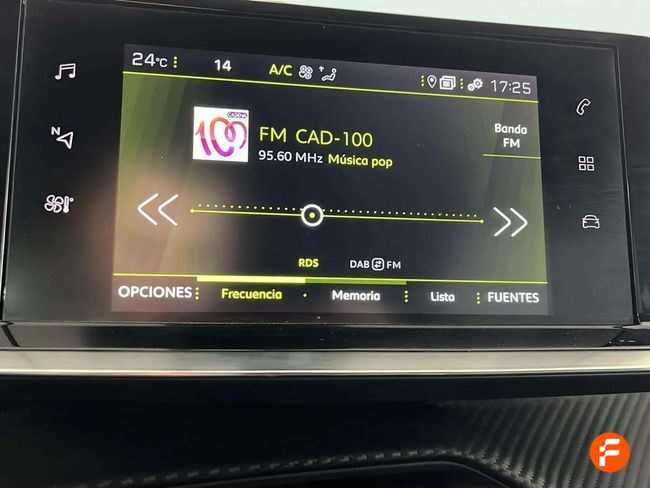 24°C
14
A/C
17:25
CADENA
100
FM CAD-100
95.60 MHz Música pop
Banda
FM
N
RDS
DAB FM
OPCIONES
Frecuencia
Memoria
Lista
FUENTES
F